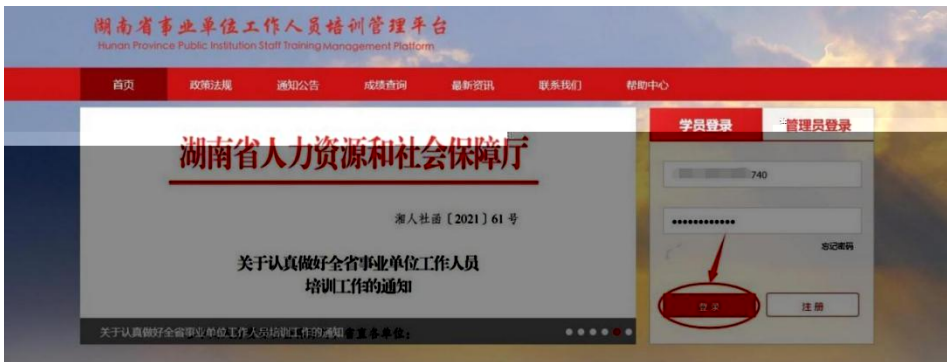 湖南省事业单位工作人员培训管理平台
Hunan Province Public Institution Staff Training Management Platform
首页 政策法规 通知公告 成绩查询 最新资讯 联系我们 帮助中心
学员登录 管理员登录
湖南省人力资源和社会保障厅
740
湘人社函〔2021〕61号
●●●●●●●●●●●●
忘记密码
关于认真做好全省事业单位工作人员
培训工作的通知
登录 注册
关于认真做好全省事业单位工作人员培训工作的通知
省直各单位: